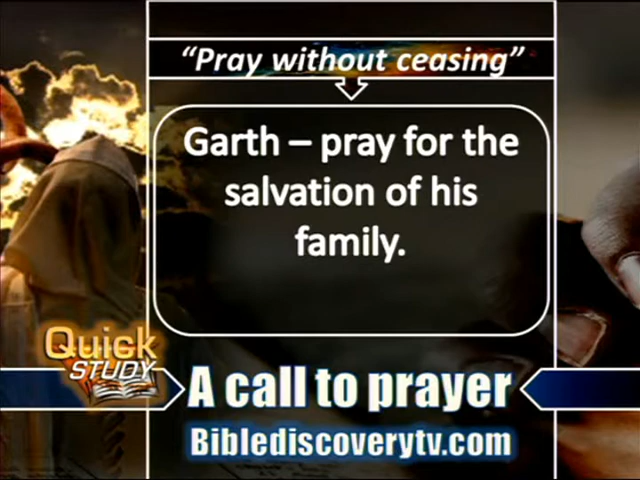 “Pray without ceasing”
Garth – pray for the
salvation of his
family.
Quick
STUDY
A call to prayer
Biblediscoverytv.com